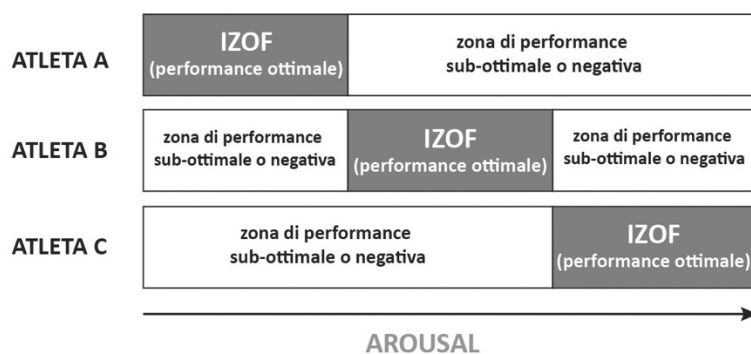 ATLETA A
IZOF
(performance ottimale)
zona di performance
sub-ottimale o negativa
ATLETA B
zona di performance
sub-ottimale o negativa
IZOF
(performance ottimale)
zona di performance
sub-ottimale o negativa
ATLETA C
zona di performance
sub-ottimale o negativa
IZOF
(performance ottimale)
AROUSAL